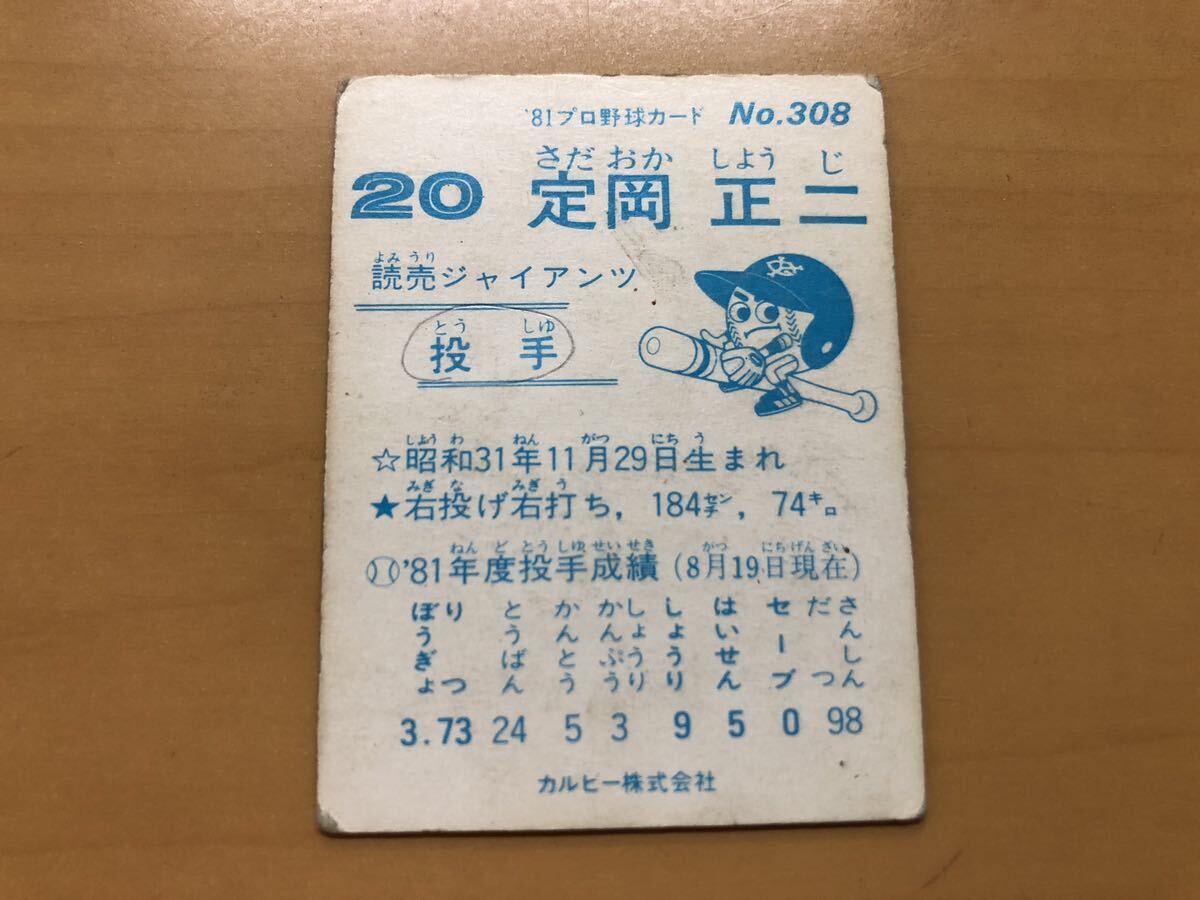 '81プロ野球カード No.308
さだ おか しよう じ
20 定岡 正二
よみ うり
読売ジャイアンツ
とう しゆ
投 手
しよう わ ねん がつ にち う
☆昭和31年11月29日生まれ
みぎ な みぎ う
★右投げ右打ち, 184センチ, 74キロ
ねん ど とう しゆ せい せき がつ にち げん ざい
'81年度投手成績(8月19日現在)
ぼうぎょりつ とうばん かんとう かんぷうしょうり しょうり はいせん セーブ だつさんしん
3.73 24 5 3 9 5 0 98
カルビー株式会社